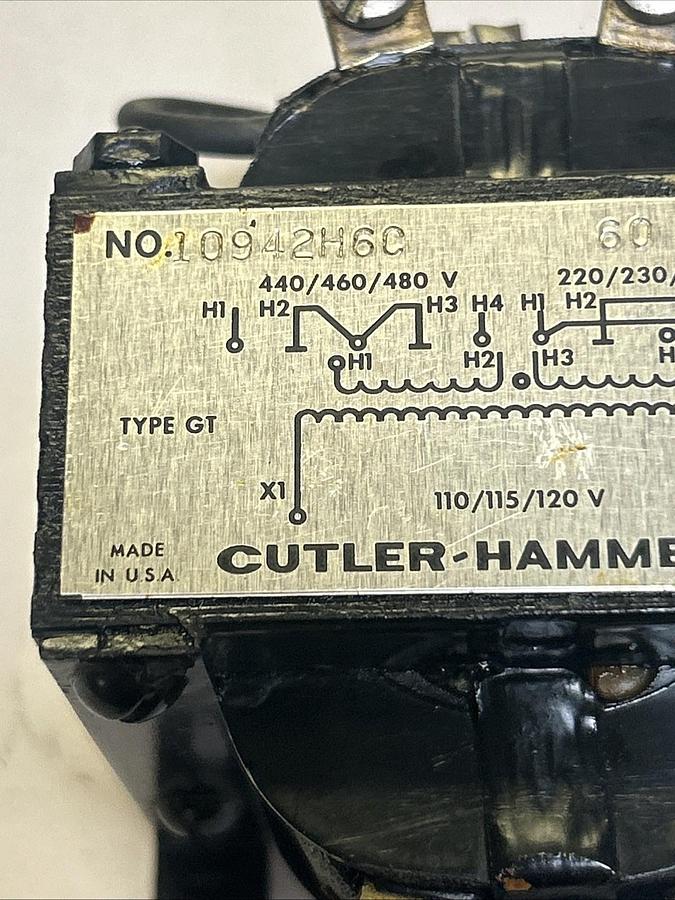 NO. 10942H6C 60
440/460/480 V 220/230/
H1 H2 H3 H4 H1 H2
H1 H2 H3 H
TYPE GT
X1 110/115/120 V
MADE
IN U.S.A.
CUTLER-HAMME